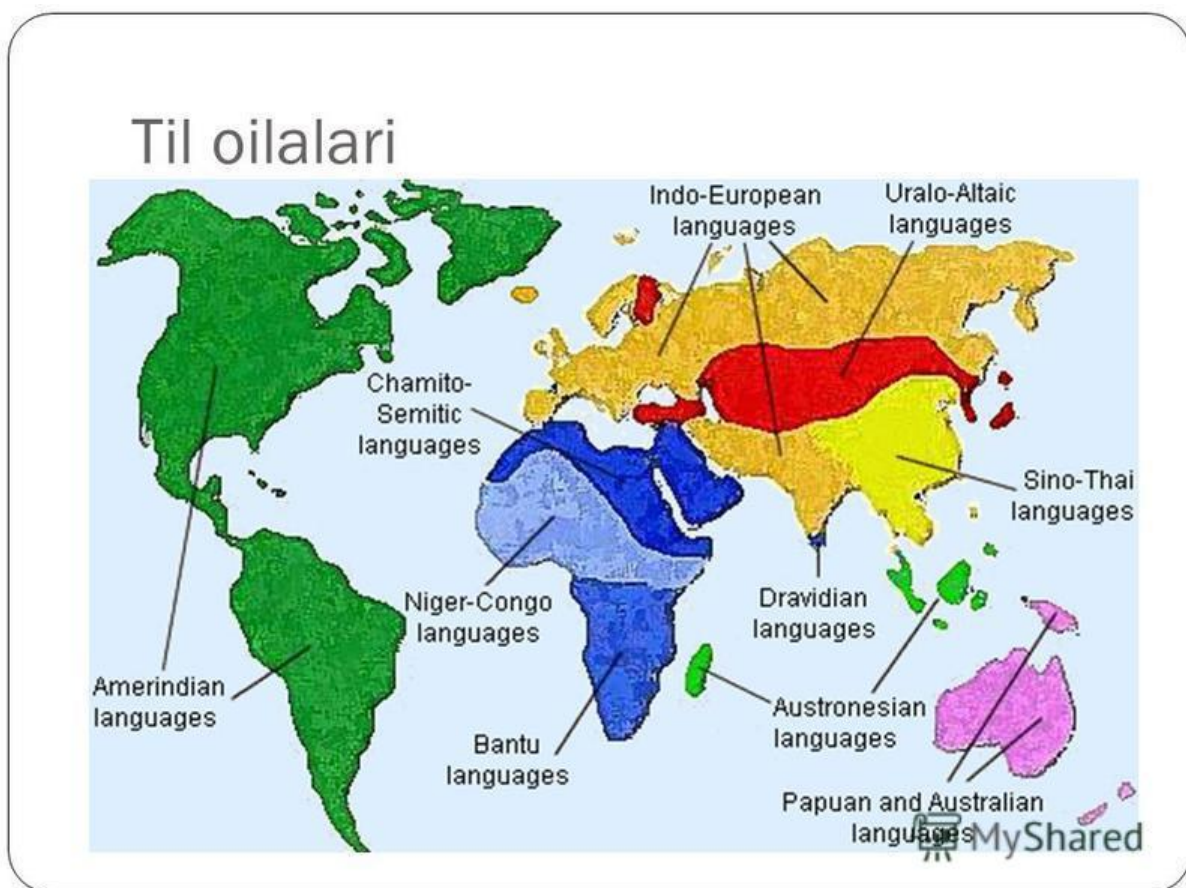 Til oilalari
Indo-European
languages
Uralo-Altaic
languages
Chamito-
Semitic
languages
Sino-Thai
languages
Niger-Congo
languages
Dravidian
languages
Amerindian
languages
Austronesian
languages
Bantu
languages
Papuan and Australian
languages
MyShared